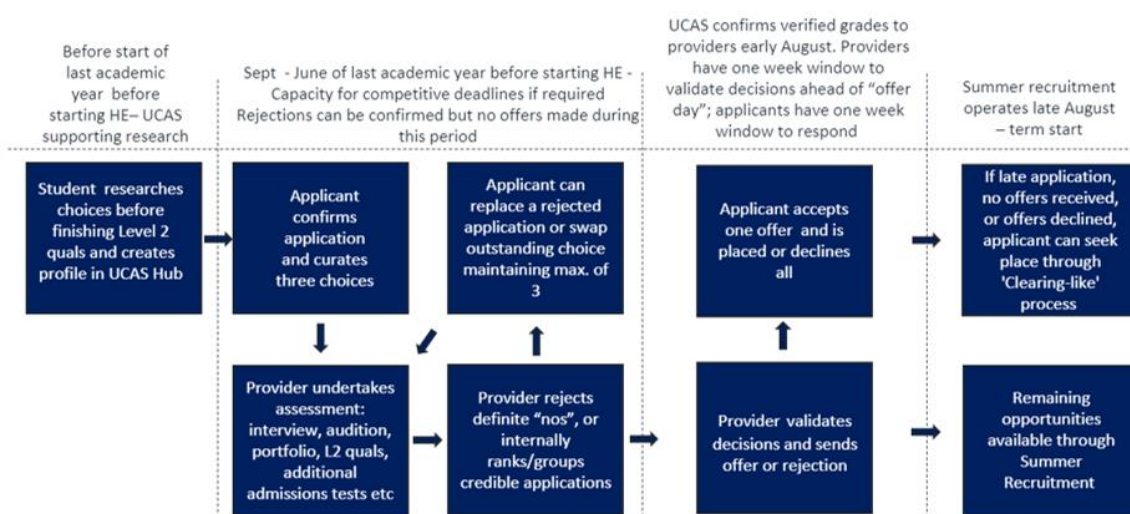 Before start of
last academic
year before
starting HE– UCAS
supporting research
Sept - June of last academic year before starting HE -
Capacity for competitive deadlines if required
Rejections can be confirmed but no offers made during
this period
UCAS confirms verified grades to
providers early August. Providers
have one week window to
validate decisions ahead of “offer
day”; applicants have one week
window to respond
Summer recruitment
operates late August
– term start
Student researches
choices before
finishing Level 2
quals and creates
profile in UCAS Hub
Applicant
confirms
application
and curates
three choices
Applicant can
replace a rejected
application or swap
outstanding choice
maintaining max. of
3
Applicant accepts
one offer and is
placed or declines
all
If late application,
no offers received,
or offers declined,
applicant can seek
place through
'Clearing-like'
process
Provider undertakes
assessment:
interview, audition,
portfolio, L2 quals,
additional
admissions tests etc
Provider rejects
definite “nos”, or
internally
ranks/groups
credible applications
Provider validates
decisions and sends
offer or rejection
Remaining
opportunities
available through
Summer
Recruitment